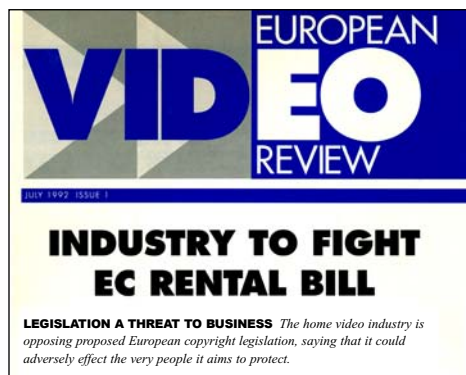 EUROPEAN
VIDEO
REVIEW
JULY 1992 ISSUE 1
INDUSTRY TO FIGHT
EC RENTAL BILL
LEGISLATION A THREAT TO BUSINESS The home video industry is
opposing proposed European copyright legislation, saying that it could
adversely effect the very people it aims to protect.